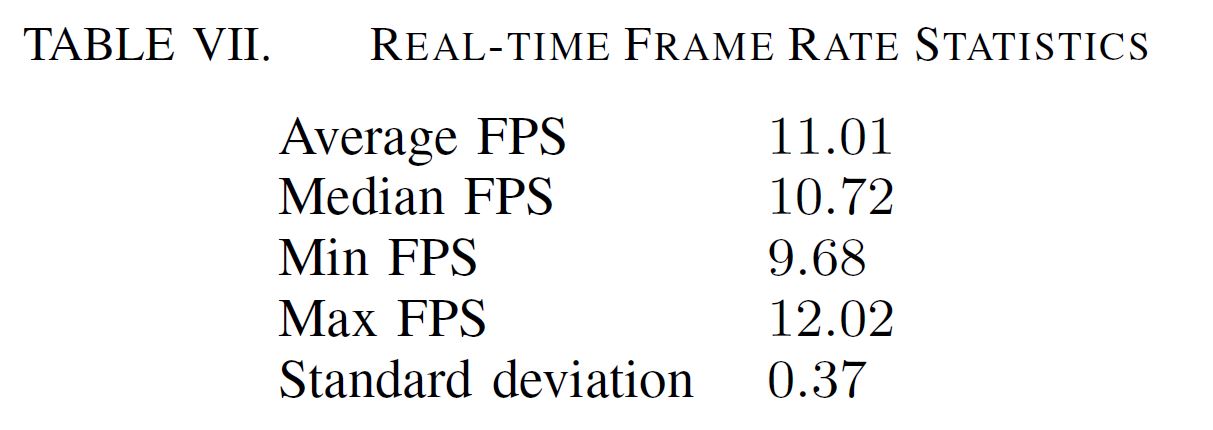 TABLE VII. REAL-TIME FRAME RATE STATISTICS
Average FPS 11.01
Median FPS 10.72
Min FPS 9.68
Max FPS 12.02
Standard deviation 0.37